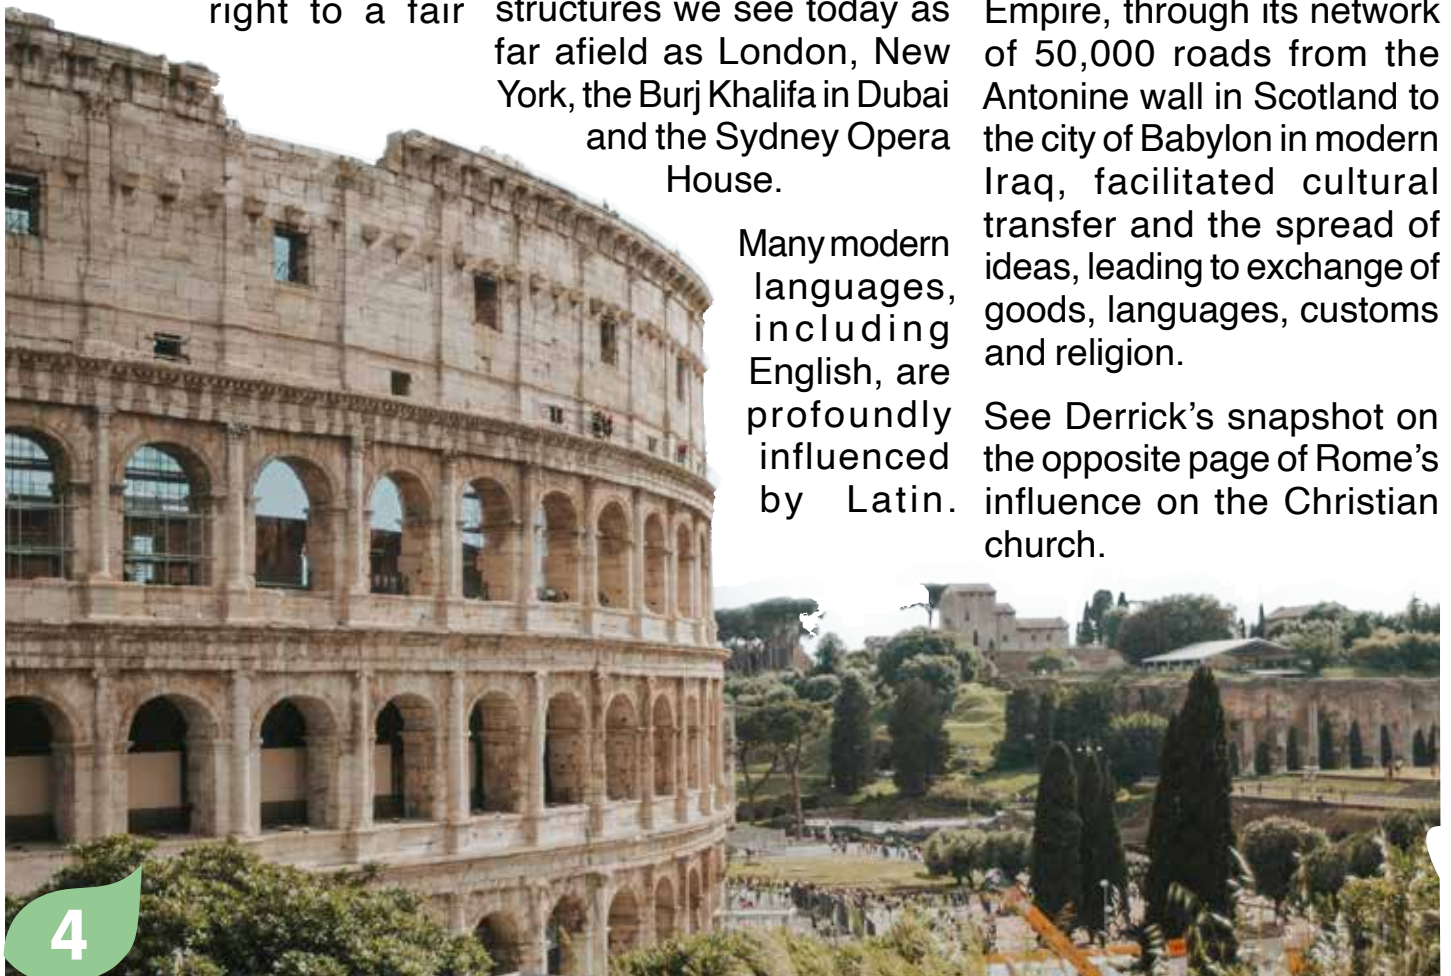 right to a fair
structures we see today as
far afield as London, New
York, the Burj Khalifa in Dubai
and the Sydney Opera
House.
Many modern
languages,
including
English, are
profoundly
influenced
by Latin.
Empire, through its network
of 50,000 roads from the
Antonine wall in Scotland to
the city of Babylon in modern
Iraq, facilitated cultural
transfer and the spread of
ideas, leading to exchange of
goods, languages, customs
and religion.
See Derrick’s snapshot on
the opposite page of Rome’s
influence on the Christian
church.
4